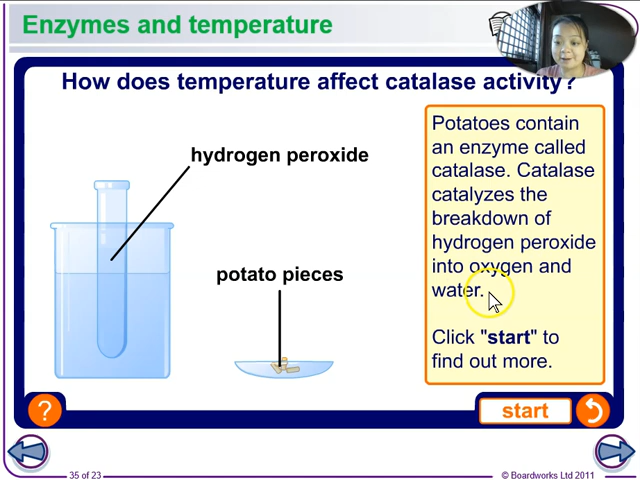 Enzymes and temperature
How does temperature affect catalase activity?
hydrogen peroxide
potato pieces
Potatoes contain
an enzyme called
catalase. Catalase
catalyzes the
breakdown of
hydrogen peroxide
into oxygen and
water.
Click "start" to
find out more.
?
start
35 of 23
© Boardworks Ltd 2011